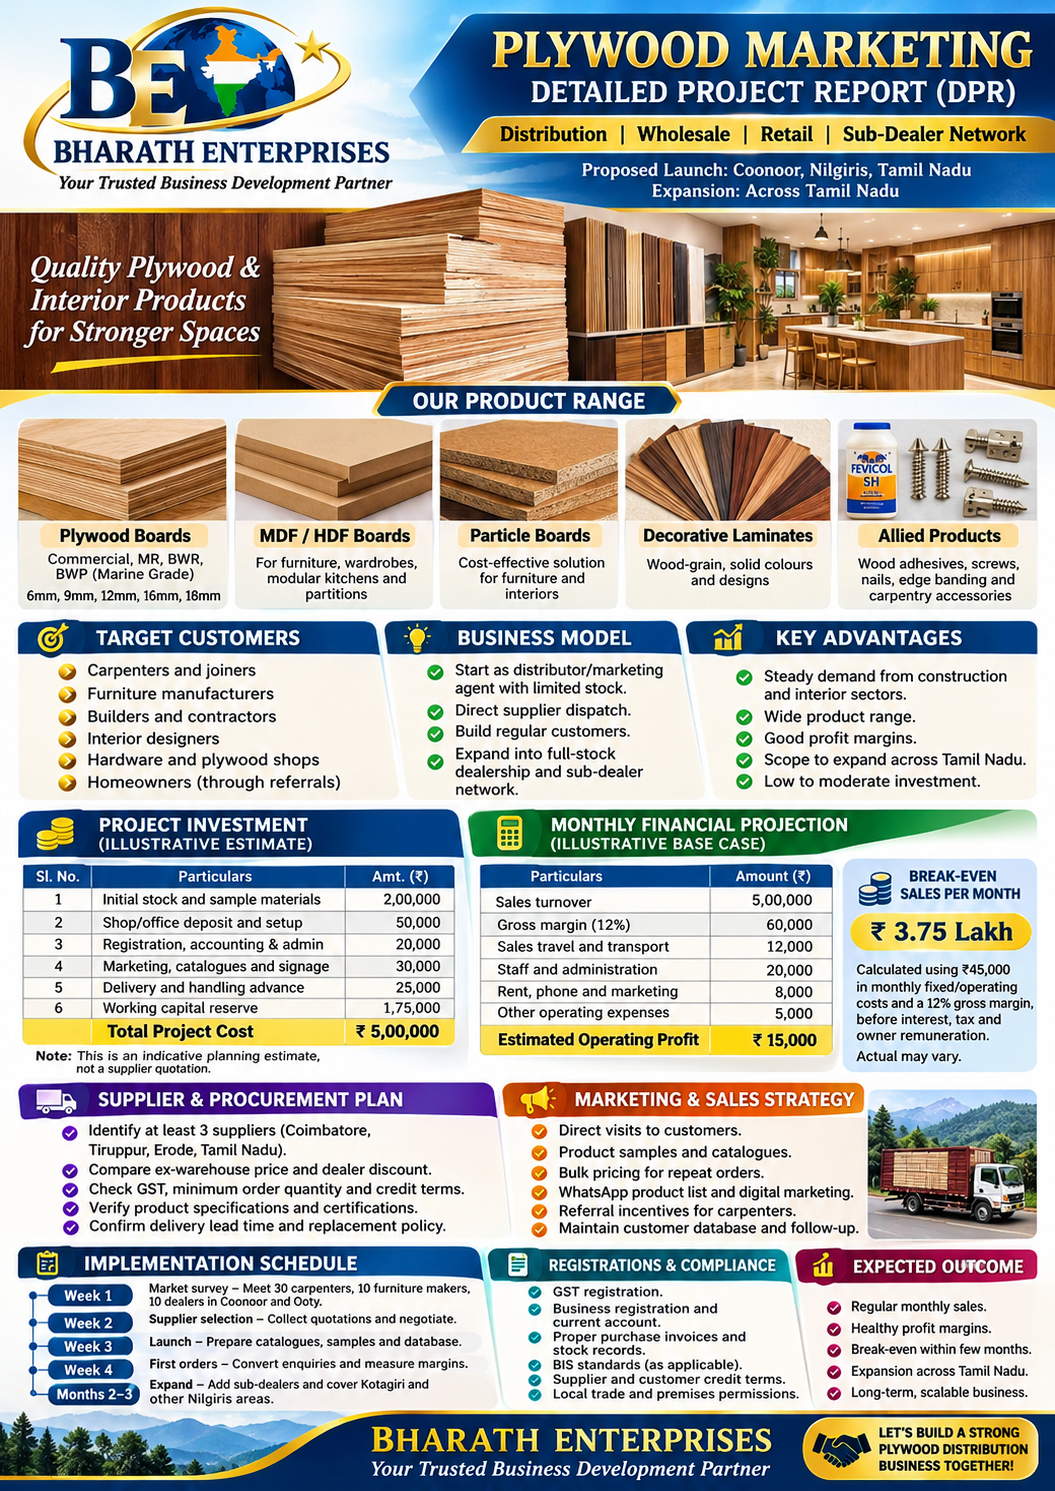 BE
BHARATH ENTERPRISES
Your Trusted Business Development Partner
PLYWOOD MARKETING
DETAILED PROJECT REPORT (DPR)
Distribution | Wholesale | Retail | Sub-Dealer Network
Proposed Launch: Coonoor, Nilgiris, Tamil Nadu
Expansion: Across Tamil Nadu
Quality Plywood &
Interior Products
for Stronger Spaces
OUR PRODUCT RANGE
Plywood Boards
Commercial, MR, BWR,
BWP (Marine Grade)
6mm, 9mm, 12mm, 16mm, 18mm
MDF / HDF Boards
For furniture, wardrobes,
modular kitchens and
partitions
Particle Boards
Cost-effective solution
for furniture and
interiors
Decorative Laminates
Wood-grain, solid colours
and designs
FEVICOL
SH
Allied Products
Wood adhesives, screws,
nails, edge banding and
carpentry accessories
TARGET CUSTOMERS
Carpenters and joiners
Furniture manufacturers
Builders and contractors
Interior designers
Hardware and plywood shops
Homeowners (through referrals)
BUSINESS MODEL
Start as distributor/marketing
agent with limited stock.
Direct supplier dispatch.
Build regular customers.
Expand into full-stock
dealership and sub-dealer
network.
KEY ADVANTAGES
Steady demand from construction
and interior sectors.
Wide product range.
Good profit margins.
Scope to expand across Tamil Nadu.
Low to moderate investment.
PROJECT INVESTMENT
(ILLUSTRATIVE ESTIMATE)
Sl. No. Particulars Amt. (₹)
1 Initial stock and sample materials 2,00,000
2 Shop/office deposit and setup 50,000
3 Registration, accounting & admin 20,000
4 Marketing, catalogues and signage 30,000
5 Delivery and handling advance 25,000
6 Working capital reserve 1,75,000
Total Project Cost ₹ 5,00,000
Note: This is an indicative planning estimate,
not a supplier quotation.
MONTHLY FINANCIAL PROJECTION
(ILLUSTRATIVE BASE CASE)
Particulars Amount (₹)
Sales turnover 5,00,000
Gross margin (12%) 60,000
Sales travel and transport 12,000
Staff and administration 20,000
Rent, phone and marketing 8,000
Other operating expenses 5,000
Estimated Operating Profit ₹ 15,000
BREAK-EVEN
SALES PER MONTH
₹ 3.75 Lakh
Calculated using ₹45,000
in monthly fixed/operating
costs and a 12% gross margin,
before interest, tax and
owner remuneration.
Actual may vary.
SUPPLIER & PROCUREMENT PLAN
Identify at least 3 suppliers (Coimbatore,
Tiruppur, Erode, Tamil Nadu).
Compare ex-warehouse price and dealer discount.
Check GST, minimum order quantity and credit terms.
Verify product specifications and certifications.
Confirm delivery lead time and replacement policy.
MARKETING & SALES STRATEGY
Direct visits to customers.
Product samples and catalogues.
Bulk pricing for repeat orders.
WhatsApp product list and digital marketing.
Referral incentives for carpenters.
Maintain customer database and follow-up.
IMPLEMENTATION SCHEDULE
Week 1 Market survey – Meet 30 carpenters, 10 furniture makers,
10 dealers in Coonoor and Ooty.
Week 2 Supplier selection – Collect quotations and negotiate.
Week 3 Launch – Prepare catalogues, samples and database.
Week 4 First orders – Convert enquiries and measure margins.
Months 2–3 Expand – Add sub-dealers and cover Kotagiri and
other Nilgiris areas.
REGISTRATIONS & COMPLIANCE
GST registration.
Business registration and
current account.
Proper purchase invoices and
stock records.
BIS standards (as applicable).
Supplier and customer credit terms.
Local trade and premises permissions.
EXPECTED OUTCOME
Regular monthly sales.
Healthy profit margins.
Break-even within few months.
Expansion across Tamil Nadu.
Long-term, scalable business.
BHARATH ENTERPRISES
Your Trusted Business Development Partner
LET'S BUILD A STRONG
PLYWOOD DISTRIBUTION
BUSINESS TOGETHER!